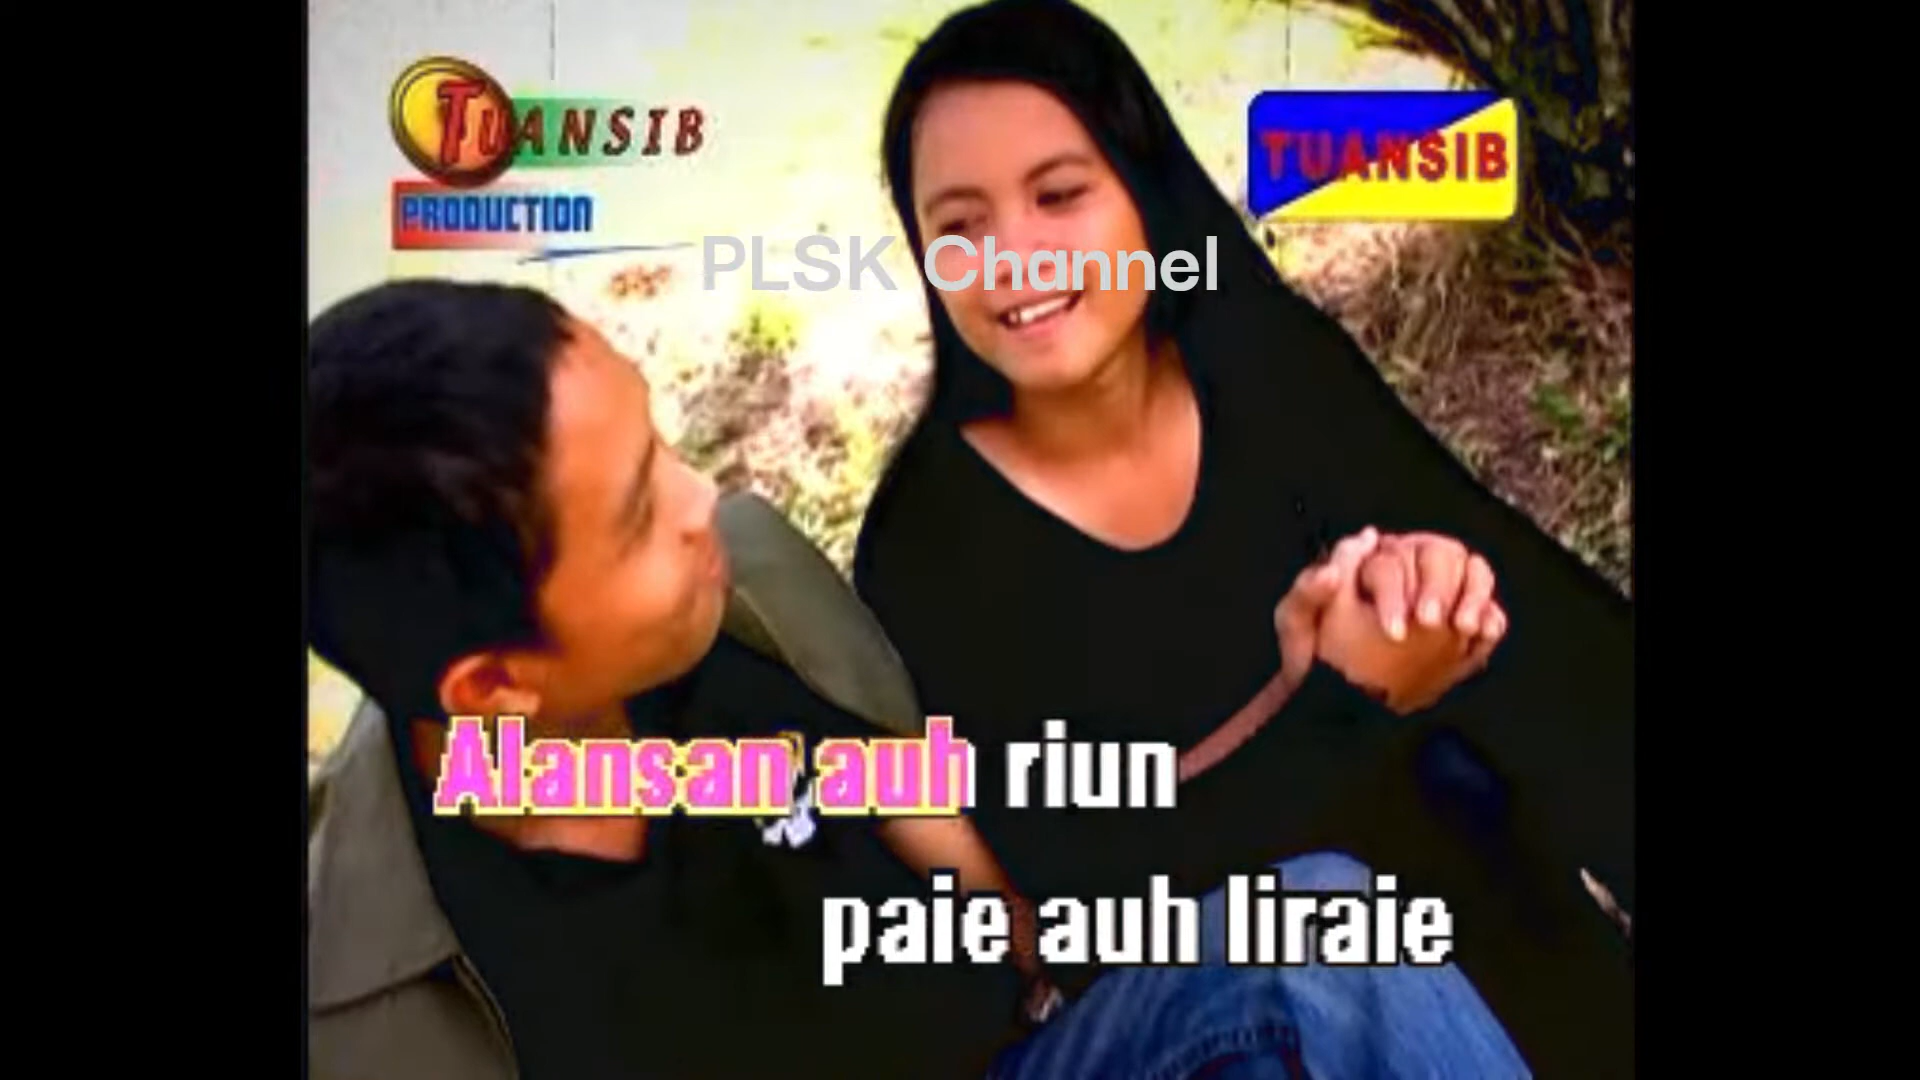 TUANSIB
PRODUCTION
TUANSIB
PLSK Channel
Alansan auh riun
paie auh liraie